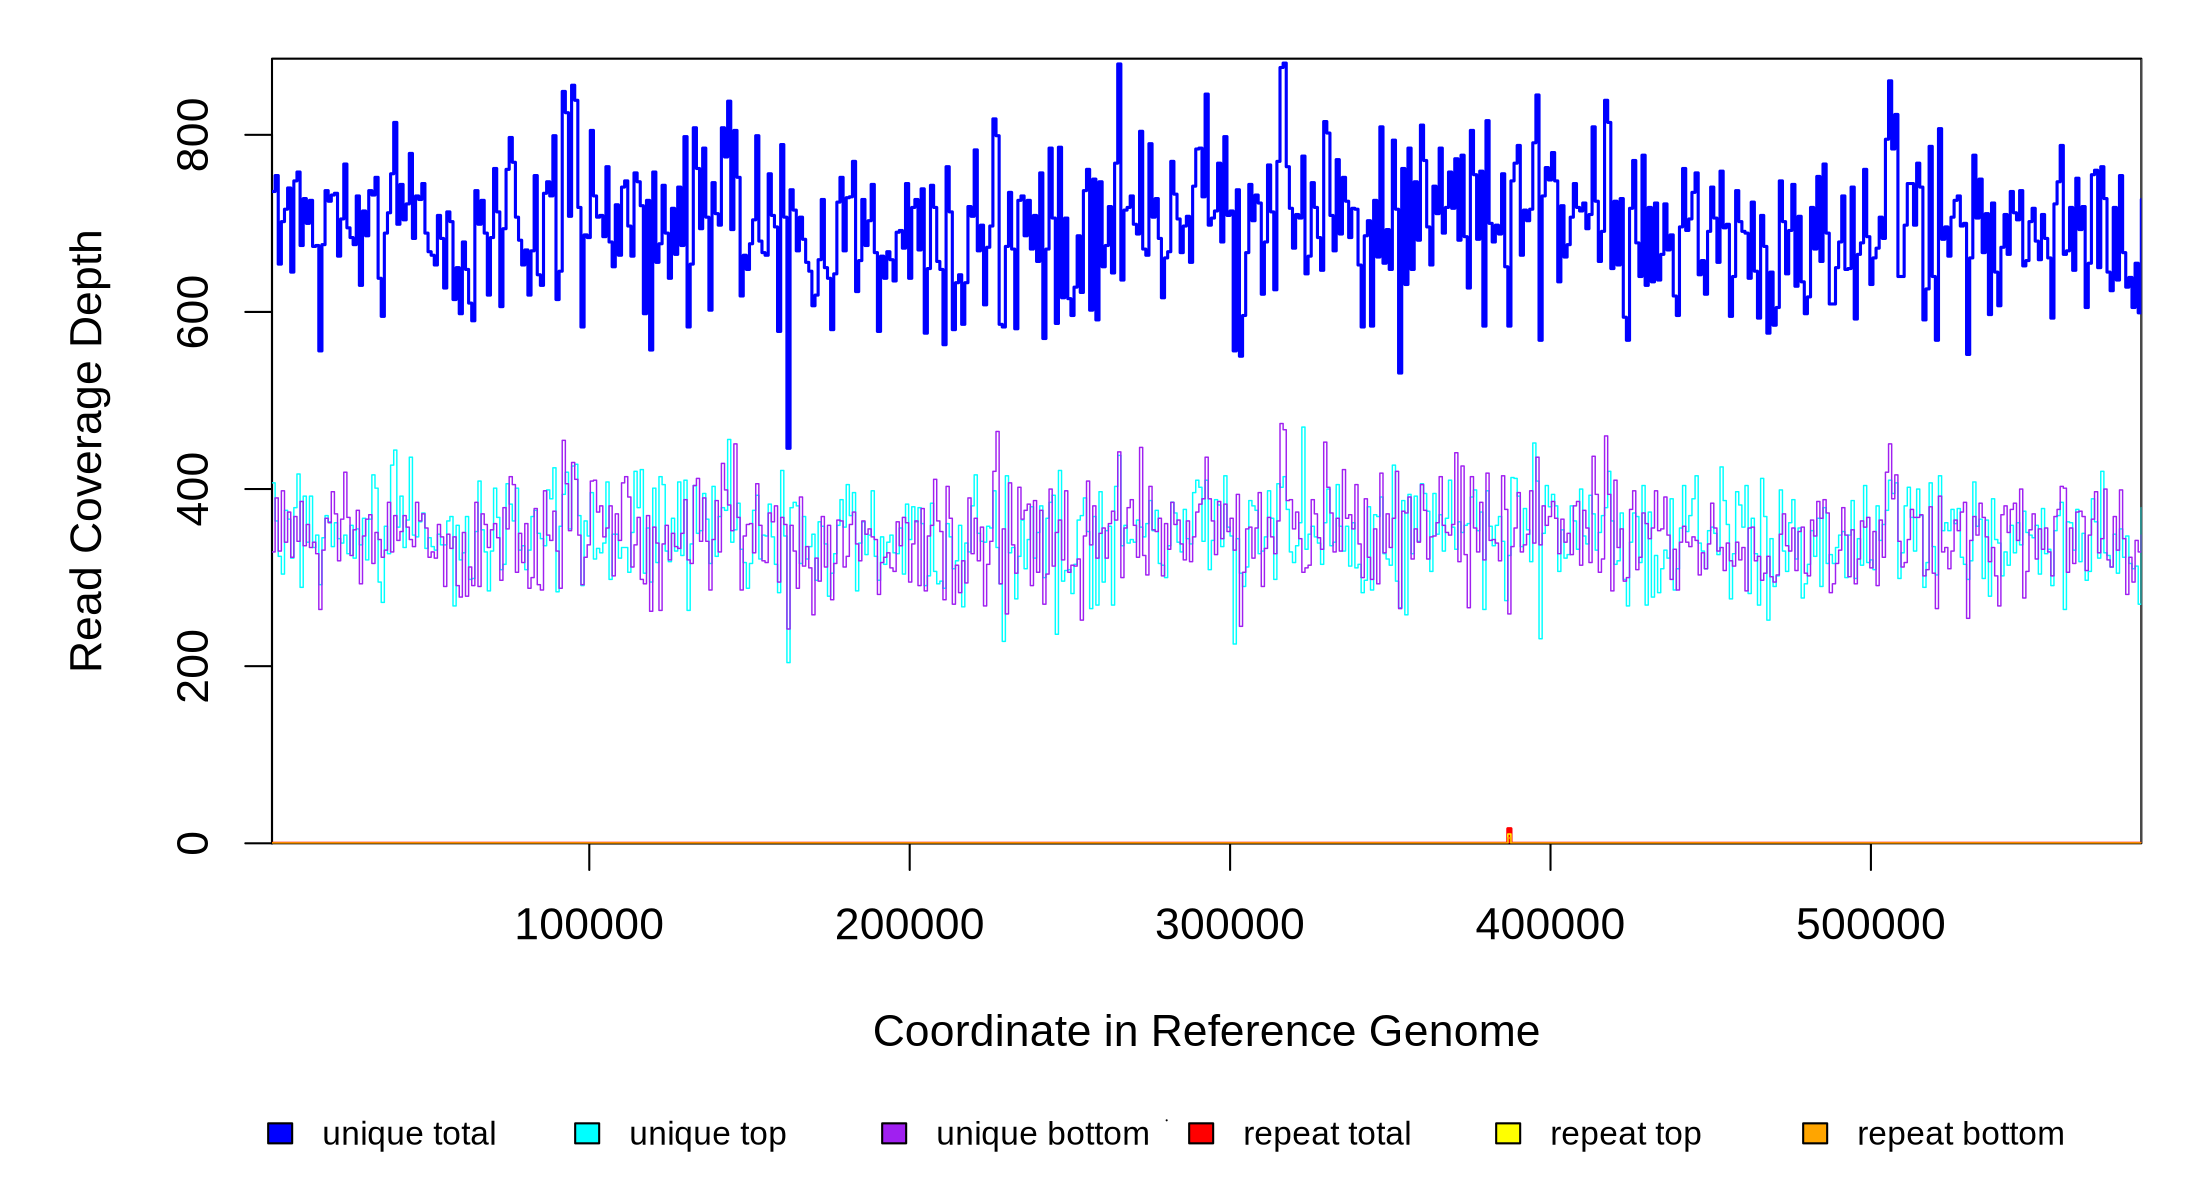 800
600
400
200
0
Read Coverage Depth
100000 200000 300000 400000 500000
Coordinate in Reference Genome
unique total unique top unique bottom repeat total repeat top repeat bottom